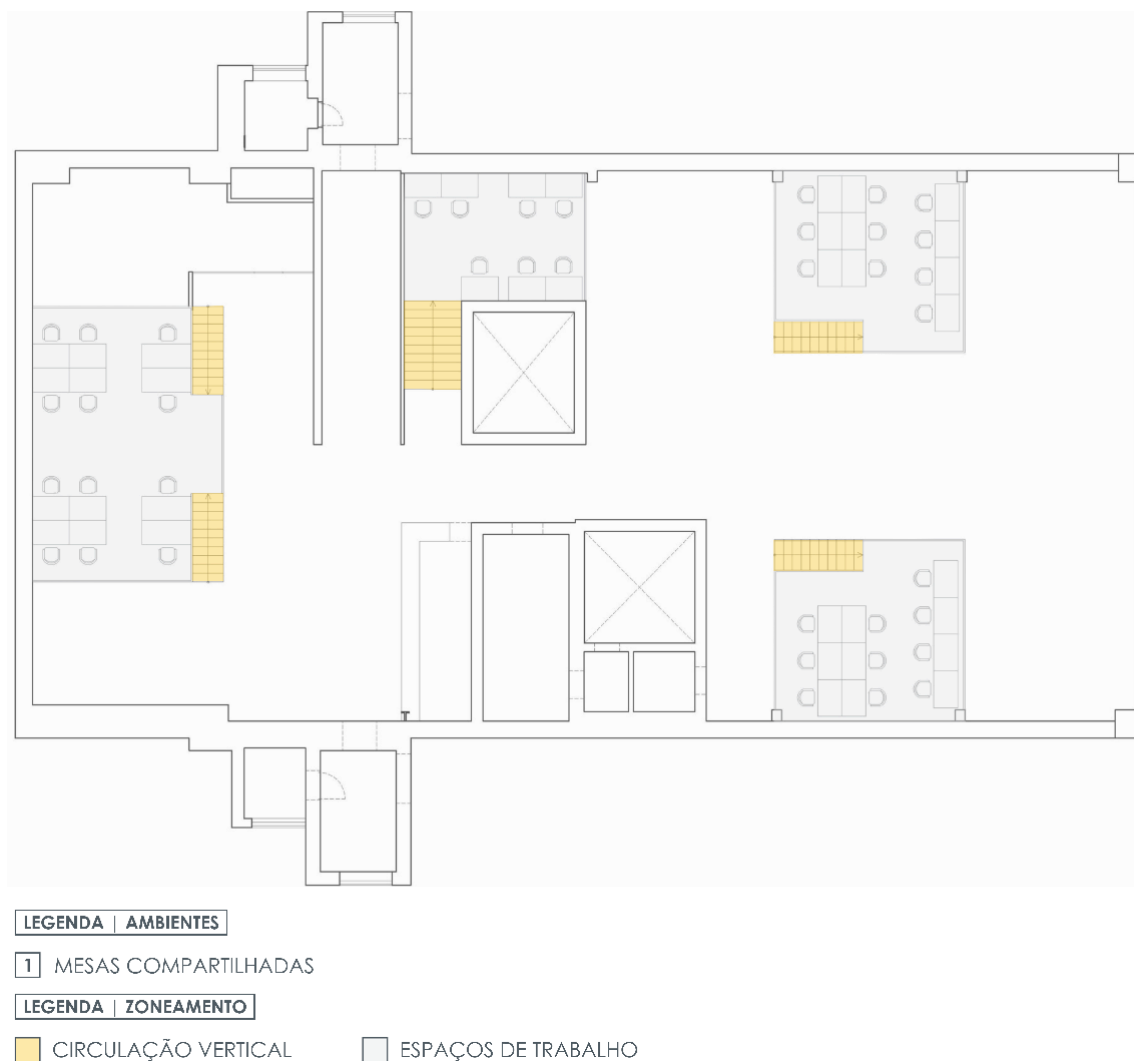 LEGENDA | AMBIENTES
1 MESAS COMPARTILHADAS
LEGENDA | ZONEAMENTO
CIRCULAÇÃO VERTICAL ESPAÇOS DE TRABALHO